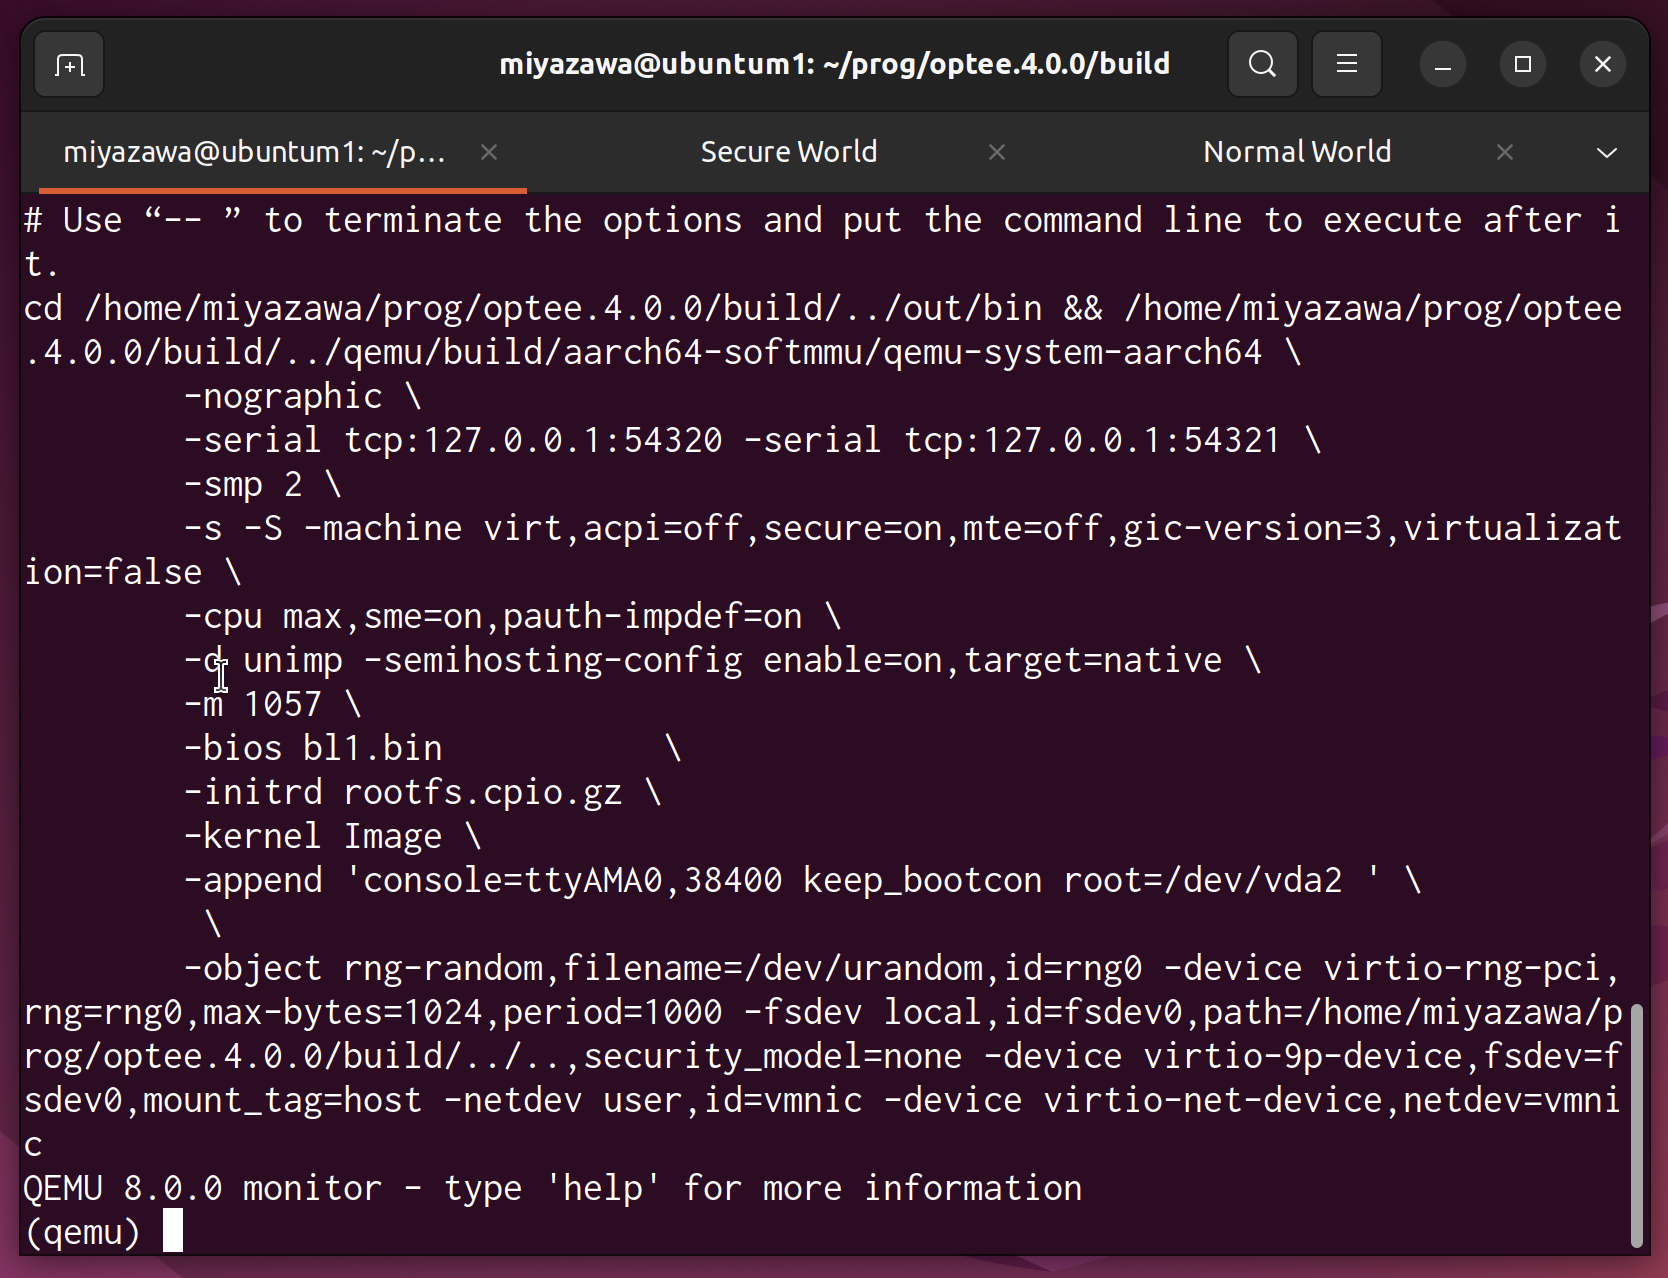 miyazawa@ubuntum1: ~/prog/optee.4.0.0/build
miyazawa@ubuntum1: ~/p... × Secure World × Normal World ×
# Use “-- ” to terminate the options and put the command line to execute after i
t.
cd /home/miyazawa/prog/optee.4.0.0/build/../out/bin && /home/miyazawa/prog/optee
.4.0.0/build/../qemu/build/aarch64-softmmu/qemu-system-aarch64 \
        -nographic \
        -serial tcp:127.0.0.1:54320 -serial tcp:127.0.0.1:54321 \
        -smp 2 \
        -s -S -machine virt,acpi=off,secure=on,mte=off,gic-version=3,virtualizat
ion=false \
        -cpu max,sme=on,pauth-impdef=on \
        -d unimp -semihosting-config enable=on,target=native \
        -m 1057 \
        -bios bl1.bin           \
        -initrd rootfs.cpio.gz \
        -kernel Image \
        -append 'console=ttyAMA0,38400 keep_bootcon root=/dev/vda2 ' \
         \
        -object rng-random,filename=/dev/urandom,id=rng0 -device virtio-rng-pci,
rng=rng0,max-bytes=1024,period=1000 -fsdev local,id=fsdev0,path=/home/miyazawa/p
rog/optee.4.0.0/build/../..,security_model=none -device virtio-9p-device,fsdev=f
sdev0,mount_tag=host -netdev user,id=vmnic -device virtio-net-device,netdev=vmni
c
QEMU 8.0.0 monitor - type 'help' for more information
(qemu)